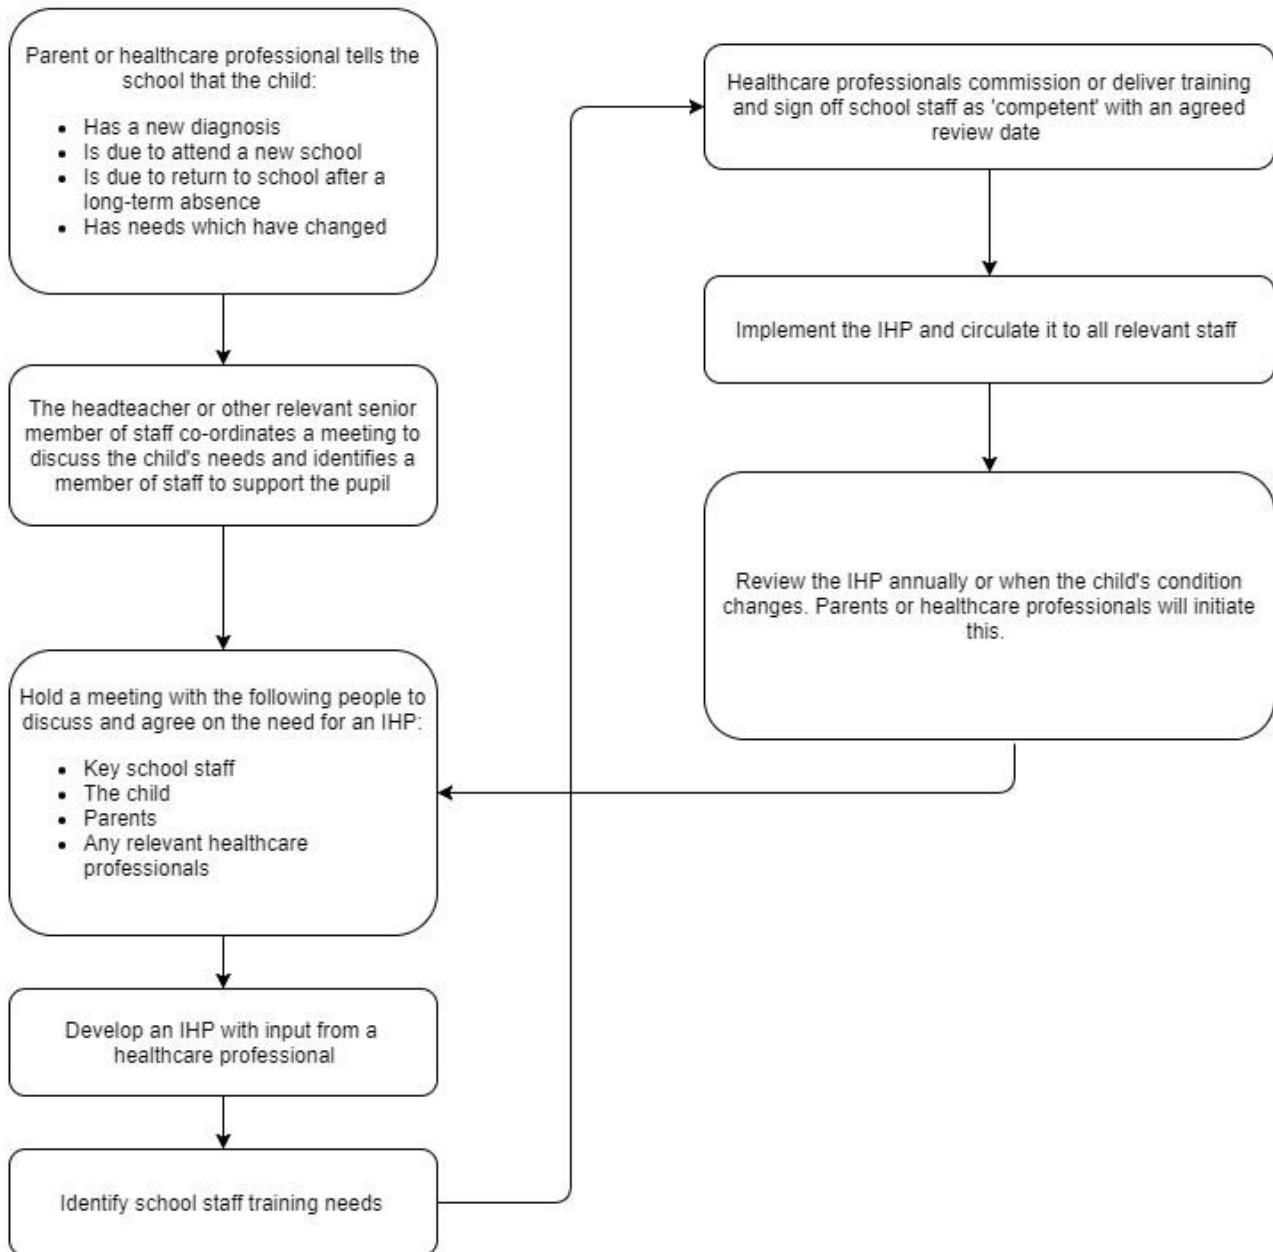 Parent or healthcare professional tells the
school that the child:
• Has a new diagnosis
• Is due to attend a new school
• Is due to return to school after a
long-term absence
• Has needs which have changed
The headteacher or other relevant senior
member of staff co-ordinates a meeting to
discuss the child's needs and identifies a
member of staff to support the pupil
Hold a meeting with the following people to
discuss and agree on the need for an IHP:
• Key school staff
• The child
• Parents
• Any relevant healthcare
professionals
Develop an IHP with input from a
healthcare professional
Identify school staff training needs
Healthcare professionals commission or deliver training
and sign off school staff as 'competent' with an agreed
review date
Implement the IHP and circulate it to all relevant staff
Review the IHP annually or when the child's condition
changes. Parents or healthcare professionals will initiate
this.